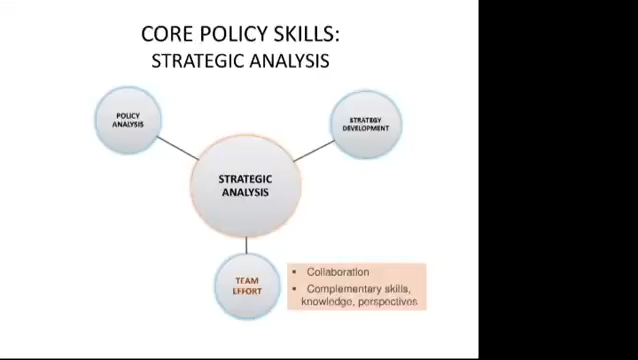 CORE POLICY SKILLS:
STRATEGIC ANALYSIS
POLICY
ANALYSIS
STRATEGY
DEVELOPMENT
STRATEGIC
ANALYSIS
TEAM
EFFORT
▪ Collaboration
▪ Complementary skills,
knowledge, perspectives